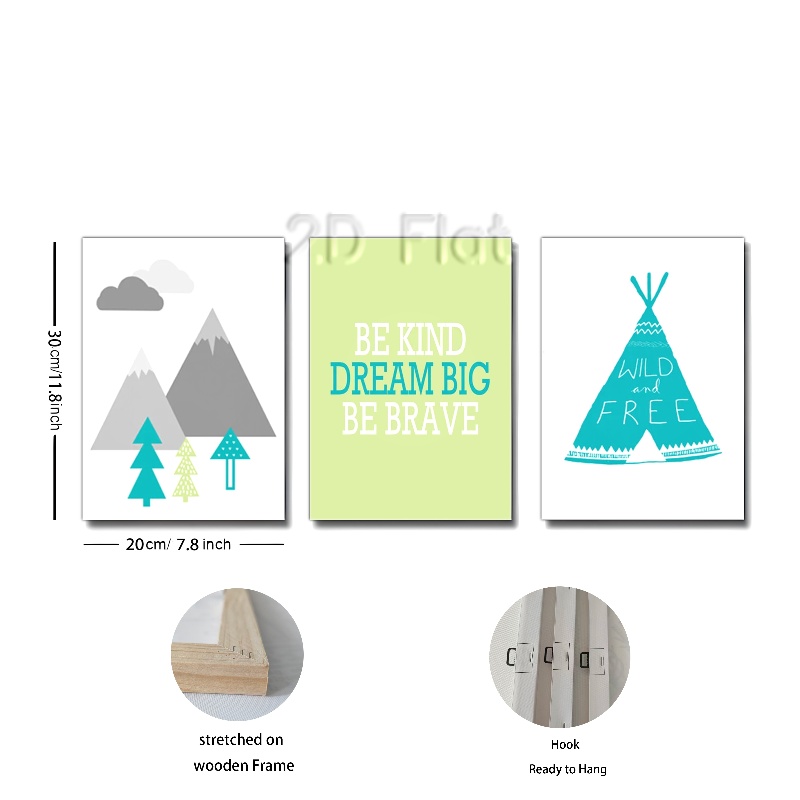 2.D Flat
30cm/11.8inch
BE KIND
DREAM BIG
BE BRAVE
WILD
and
FREE
20cm/ 7.8 inch
stretched on
wooden Frame
Hook
Ready to Hang